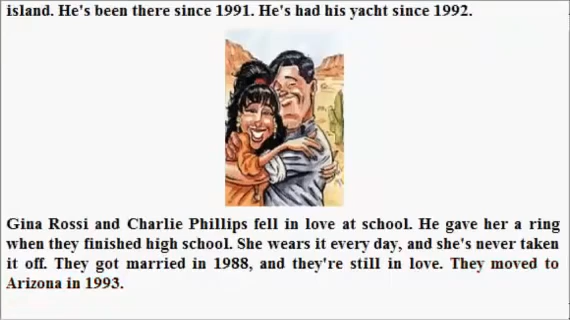 island. He's been there since 1991. He's had his yacht since 1992.
Gina Rossi and Charlie Phillips fell in love at school. He gave her a ring
when they finished high school. She wears it every day, and she's never taken
it off. They got married in 1988, and they're still in love. They moved to
Arizona in 1993.